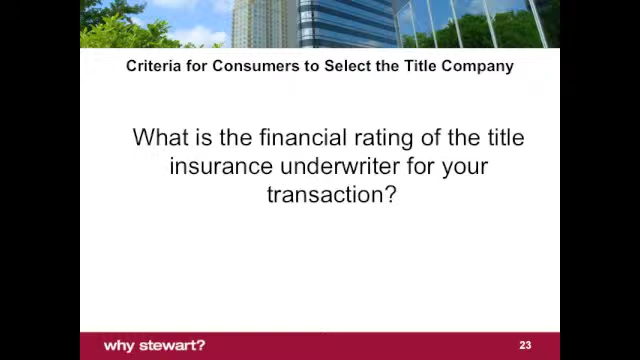 Criteria for Consumers to Select the Title Company
What is the financial rating of the title
insurance underwriter for your
transaction?
why stewart?
23